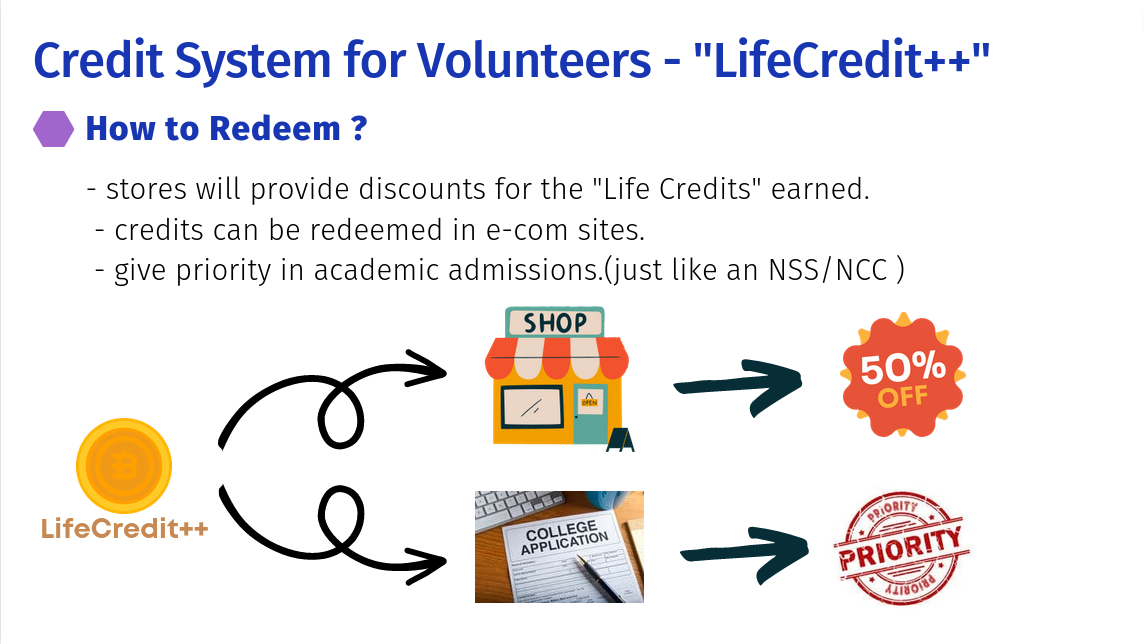 Credit System for Volunteers - "LifeCredit++"
How to Redeem ?
- stores will provide discounts for the "Life Credits" earned.
- credits can be redeemed in e-com sites.
- give priority in academic admissions.(just like an NSS/NCC )
SHOP
OPEN
50%
OFF
LifeCredit++
COLLEGE
APPLICATION
PRIORITY
PRIORITY
PRIORITY